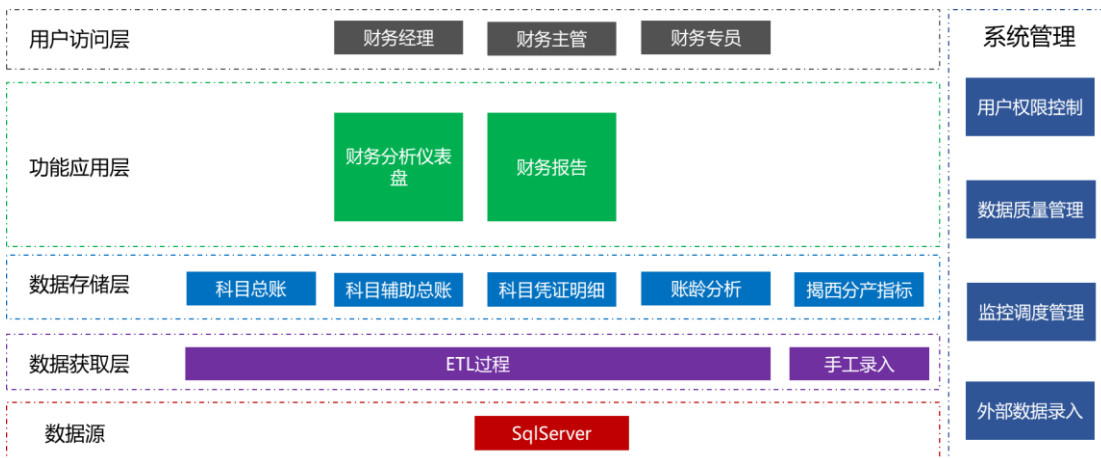 用户访问层
财务经理
财务主管
财务专员
功能应用层
财务分析仪表
盘
财务报告
数据存储层
科目总账
科目辅助总账
科目凭证明细
账龄分析
揭西分产指标
数据获取层
ETL过程
手工录入
数据源
SqlServer
系统管理
用户权限控制
数据质量管理
监控调度管理
外部数据录入